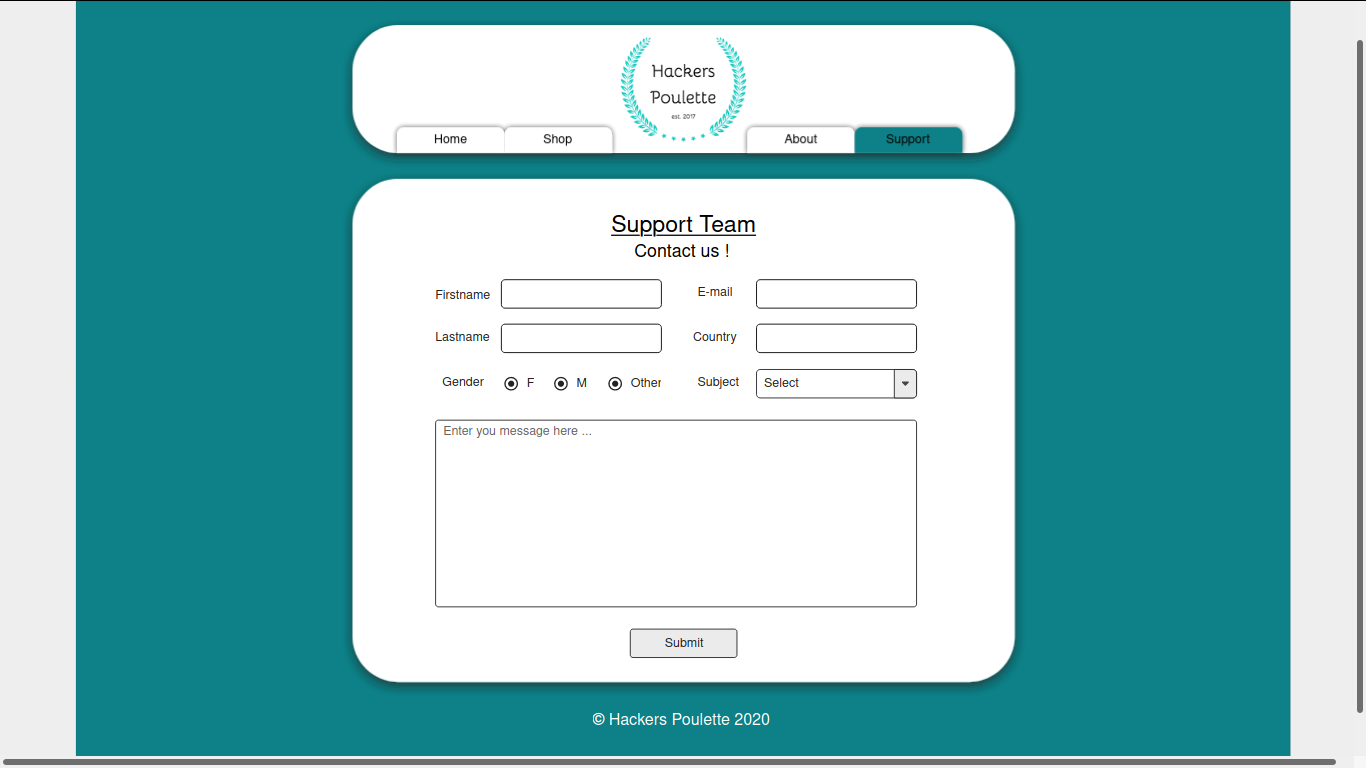 Hackers
Poulette
est. 2017
Home Shop About Support
Support Team
Contact us !
Firstname E-mail
Lastname Country
Gender F M Other Subject Select
Enter you message here ...
Submit
© Hackers Poulette 2020